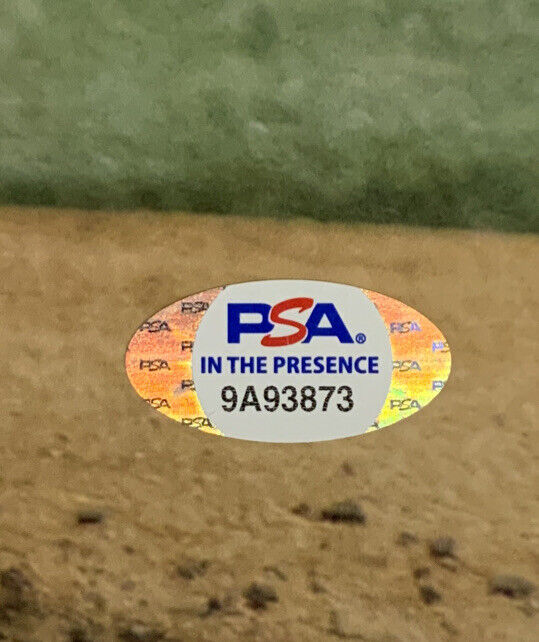 PSA®
IN THE PRESENCE
9A93873